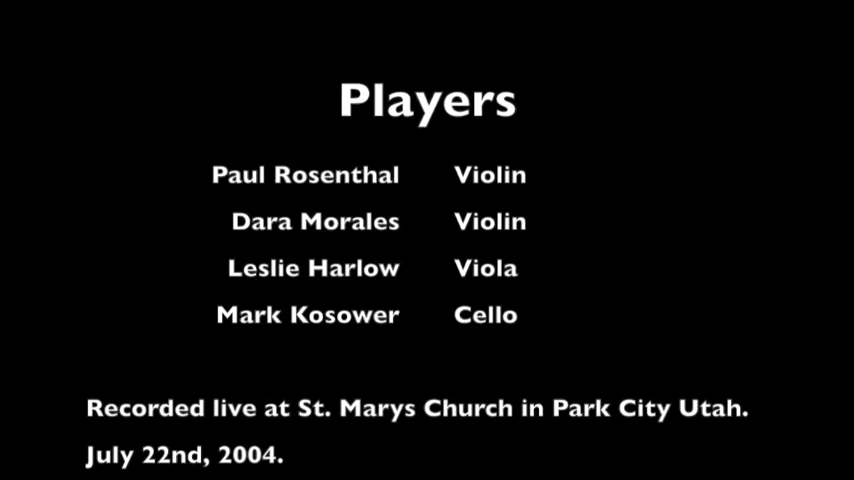 Players
Paul Rosenthal Violin
Dara Morales Violin
Leslie Harlow Viola
Mark Kosower Cello
Recorded live at St. Marys Church in Park City Utah.
July 22nd, 2004.